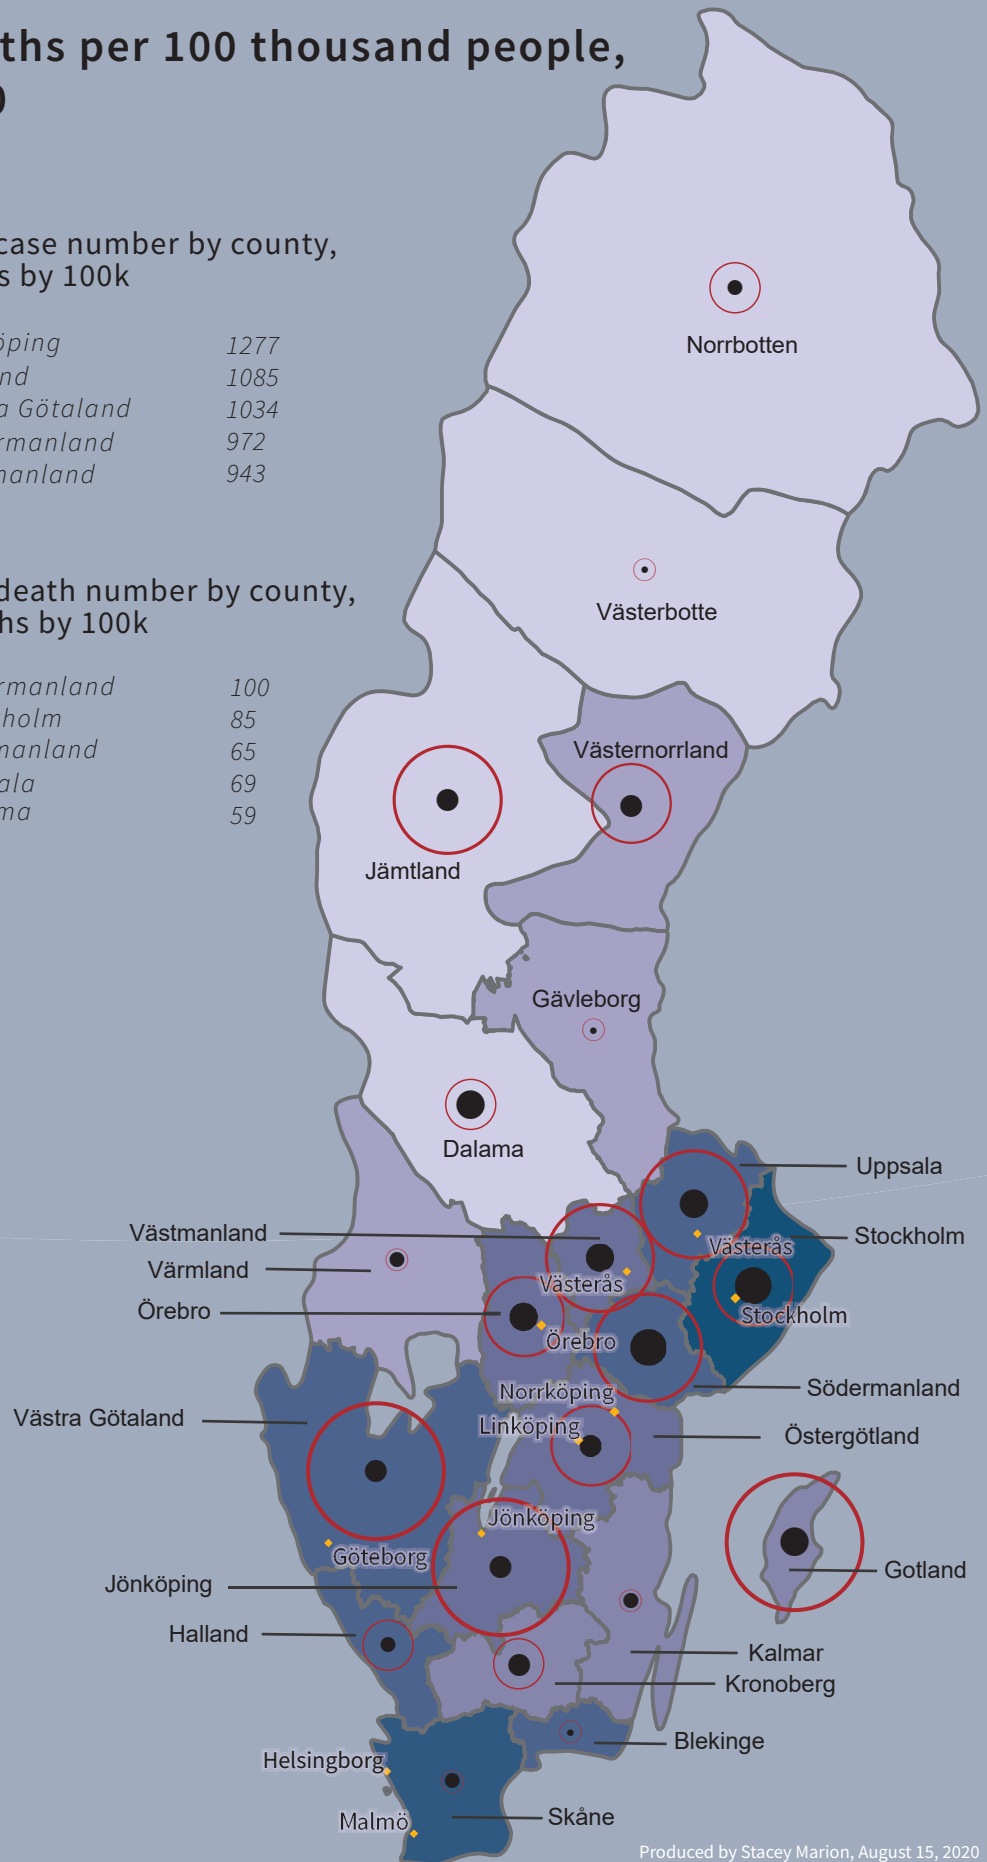 ths per 100 thousand people,
case number by county,
s by 100k
öping 1277
nd 1085
a Götaland 1034
rmanland 972
manland 943
death number by county,
hs by 100k
rmanland 100
holm 85
manland 65
ala 69
ma 59
Norrbotten
Västerbotte
Västernorrland
Jämtland
Gävleborg
Dalama
Uppsala
Västmanland
Västerås
Stockholm
Värmland
Västerås
Örebro
Stockholm
Örebro
Norrköping
Södermanland
Västra Götaland
Linköping
Östergötland
Jönköping
Göteborg
Gotland
Jönköping
Halland
Kalmar
Kronoberg
Blekinge
Helsingborg
Malmö
Skåne
Produced by Stacey Marion, August 15, 2020